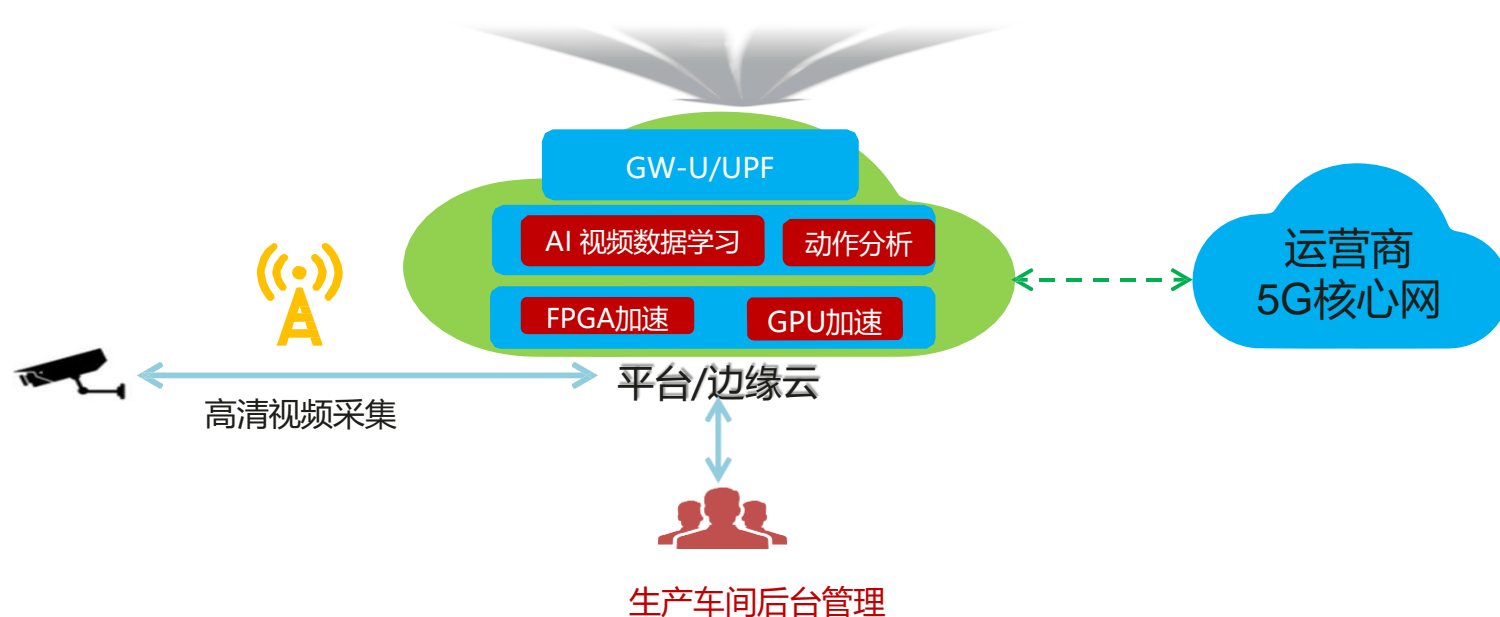 GW-U/UPF
AI 视频数据学习
动作分析
FPGA加速
GPU加速
平台/边缘云
高清视频采集
运营商
5G核心网
生产车间后台管理